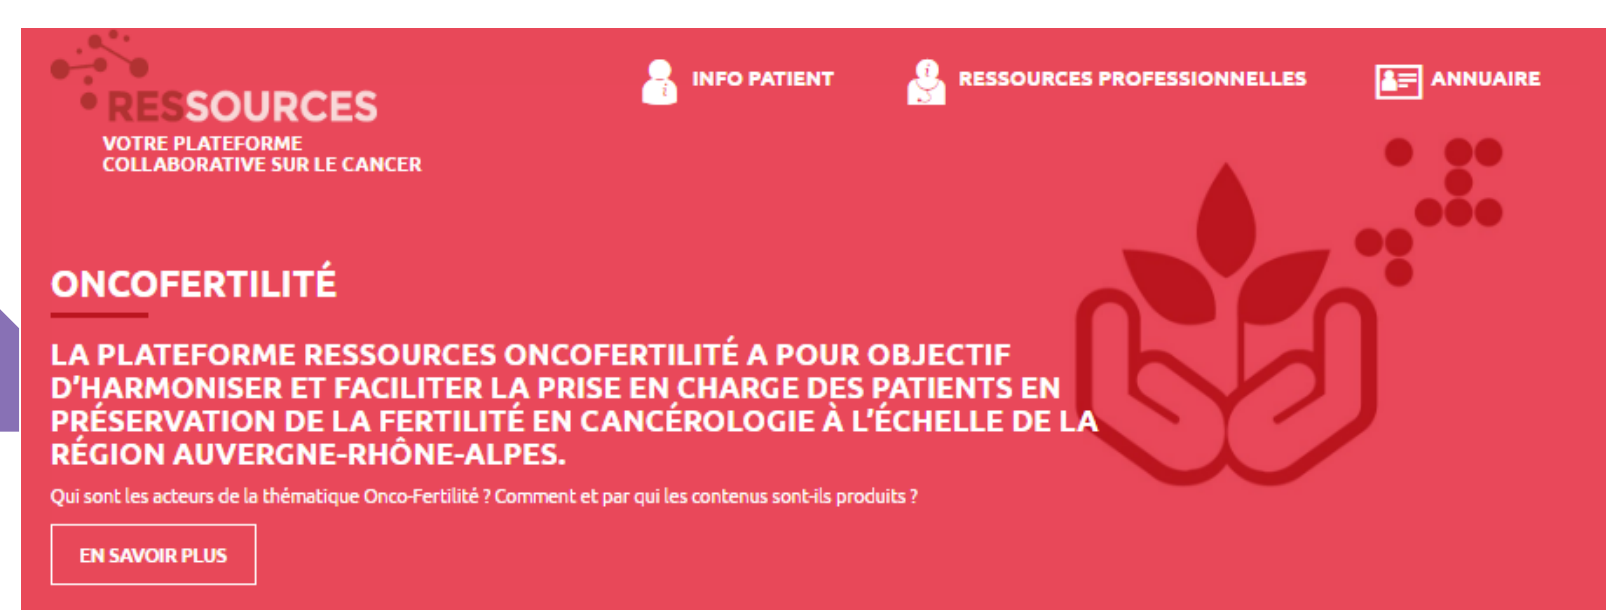 RESSOURCES
VOTRE PLATEFORME
COLLABORATIVE SUR LE CANCER
INFO PATIENT
RESSOURCES PROFESSIONNELLES
ANNUAIRE
ONCOFERTILITÉ
LA PLATEFORME RESSOURCES ONCOFERTILITÉ A POUR OBJECTIF
D'HARMONISER ET FACILITER LA PRISE EN CHARGE DES PATIENTS EN
PRÉSERVATION DE LA FERTILITÉ EN CANCÉROLOGIE À L'ÉCHELLE DE LA
RÉGION AUVERGNE-RHÔNE-ALPES.
Qui sont les acteurs de la thématique Onco-Fertilité ? Comment et par qui les contenus sont-ils produits ?
EN SAVOIR PLUS